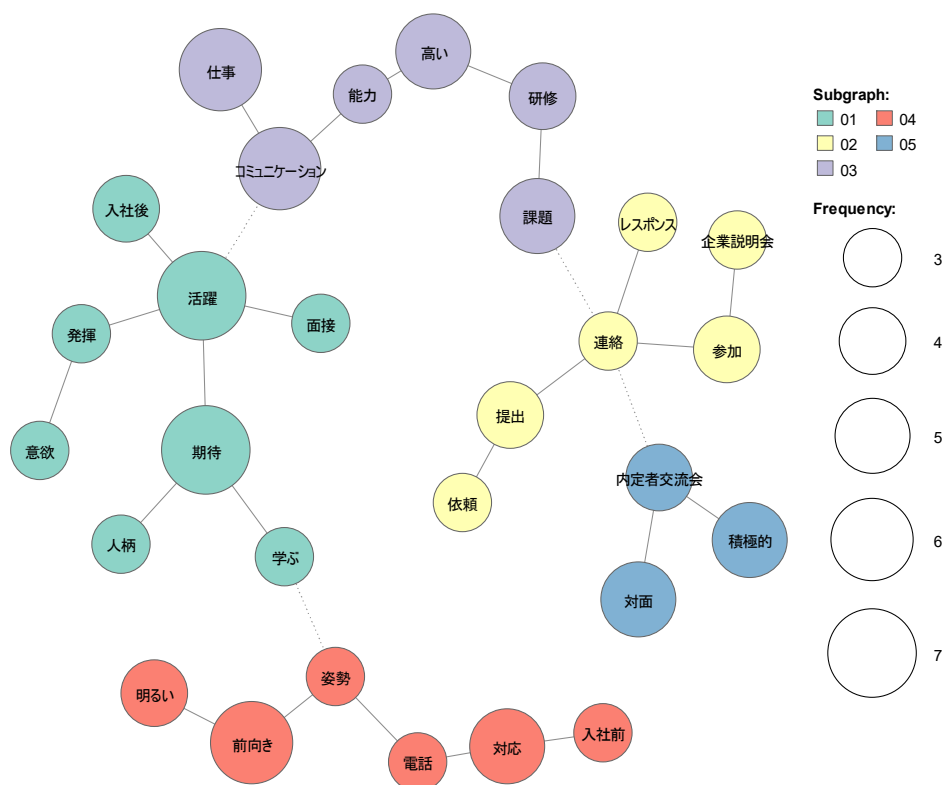 高い
仕事
能力
研修
コミュニケーション
入社後
課題
レスポンス
企業説明会
活躍
発揮
面接
連絡
参加
提出
意欲
期待
内定者交流会
依頼
人柄
学ぶ
積極的
対面
姿勢
明るい
前向き
電話
対応
入社前
Subgraph:
01 04
02 05
03
Frequency:
3
4
5
6
7